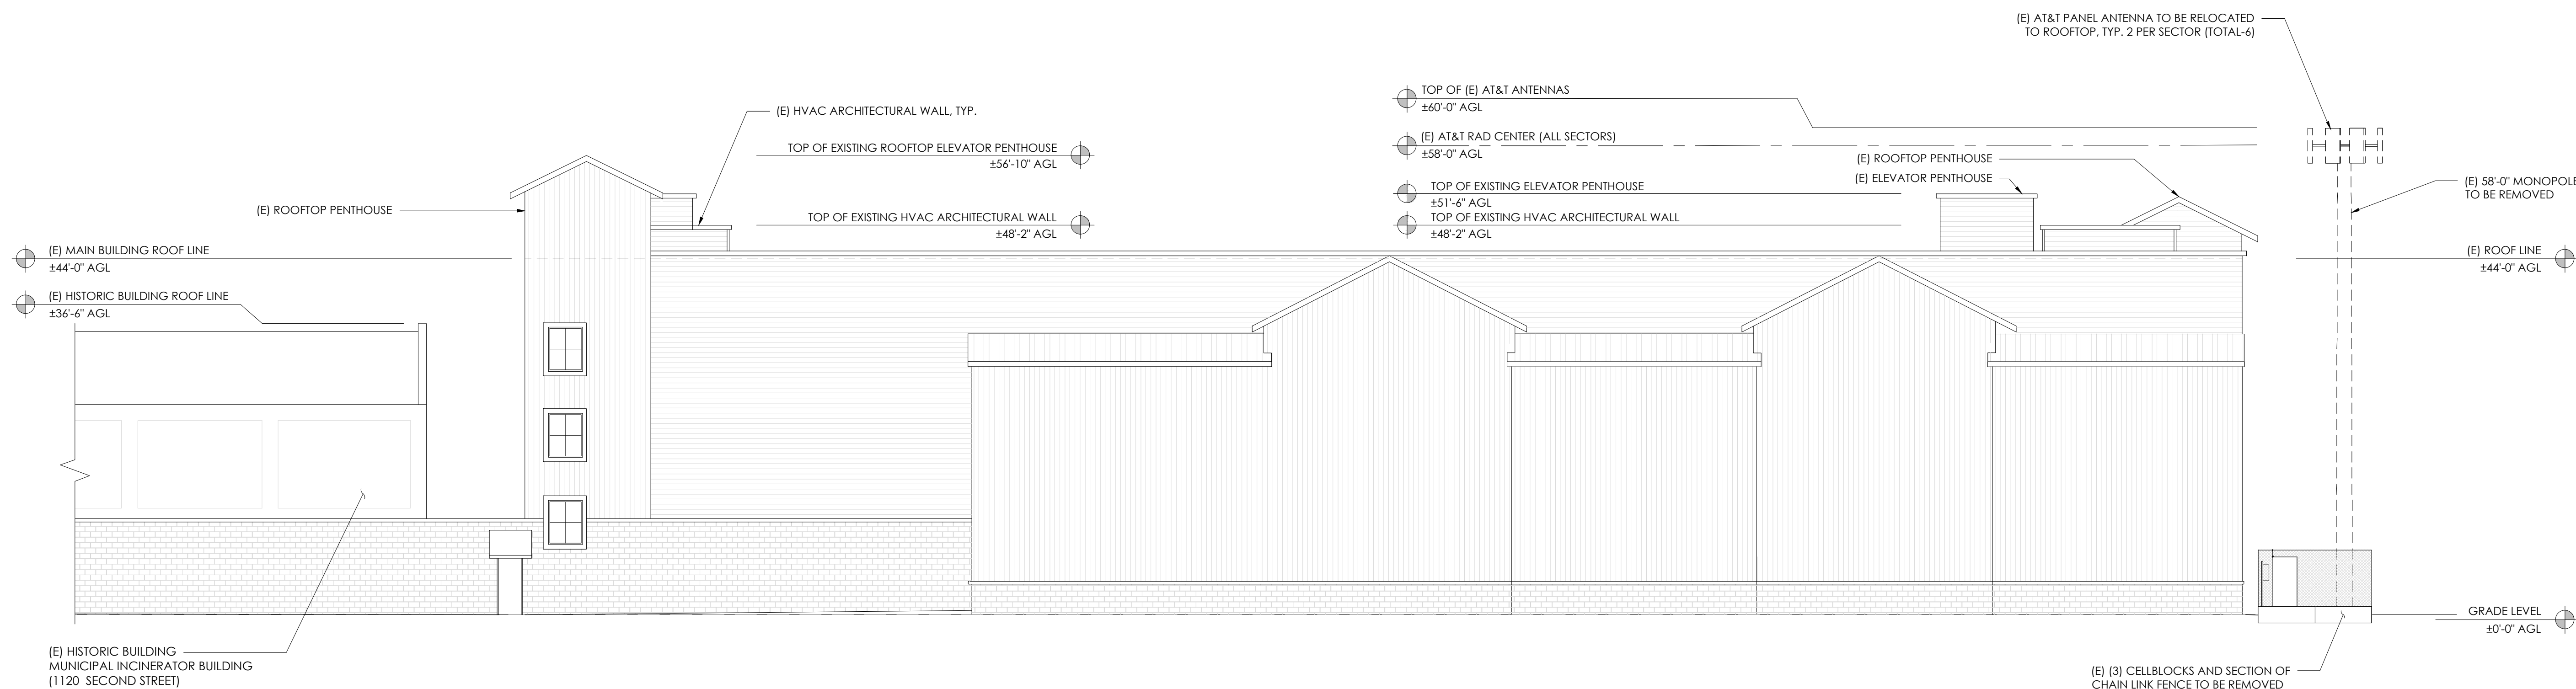 (E) AT&T PANEL ANTENNA TO BE RELOCATED
TO ROOFTOP, TYP. 2 PER SECTOR (TOTAL-6)
TOP OF (E) AT&T ANTENNAS
±60'-0" AGL
(E) HVAC ARCHITECTURAL WALL, TYP.
(E) AT&T RAD CENTER (ALL SECTORS)
±58'-0" AGL
TOP OF EXISTING ROOFTOP ELEVATOR PENTHOUSE
±56'-10" AGL
(E) ROOFTOP PENTHOUSE
(E) ELEVATOR PENTHOUSE
TOP OF EXISTING ELEVATOR PENTHOUSE
±51'-6" AGL
(E) 58'-0" MONOPOLE
TO BE REMOVED
(E) ROOFTOP PENTHOUSE
TOP OF EXISTING HVAC ARCHITECTURAL WALL
±48'-2" AGL
TOP OF EXISTING HVAC ARCHITECTURAL WALL
±48'-2" AGL
(E) MAIN BUILDING ROOF LINE
±44'-0" AGL
(E) ROOF LINE
±44'-0" AGL
(E) HISTORIC BUILDING ROOF LINE
±36'-6" AGL
GRADE LEVEL
±0'-0" AGL
(E) HISTORIC BUILDING
MUNICIPAL INCINERATOR BUILDING
(1120 SECOND STREET)
(E) (3) CELLBLOCKS AND SECTION OF
CHAIN LINK FENCE TO BE REMOVED